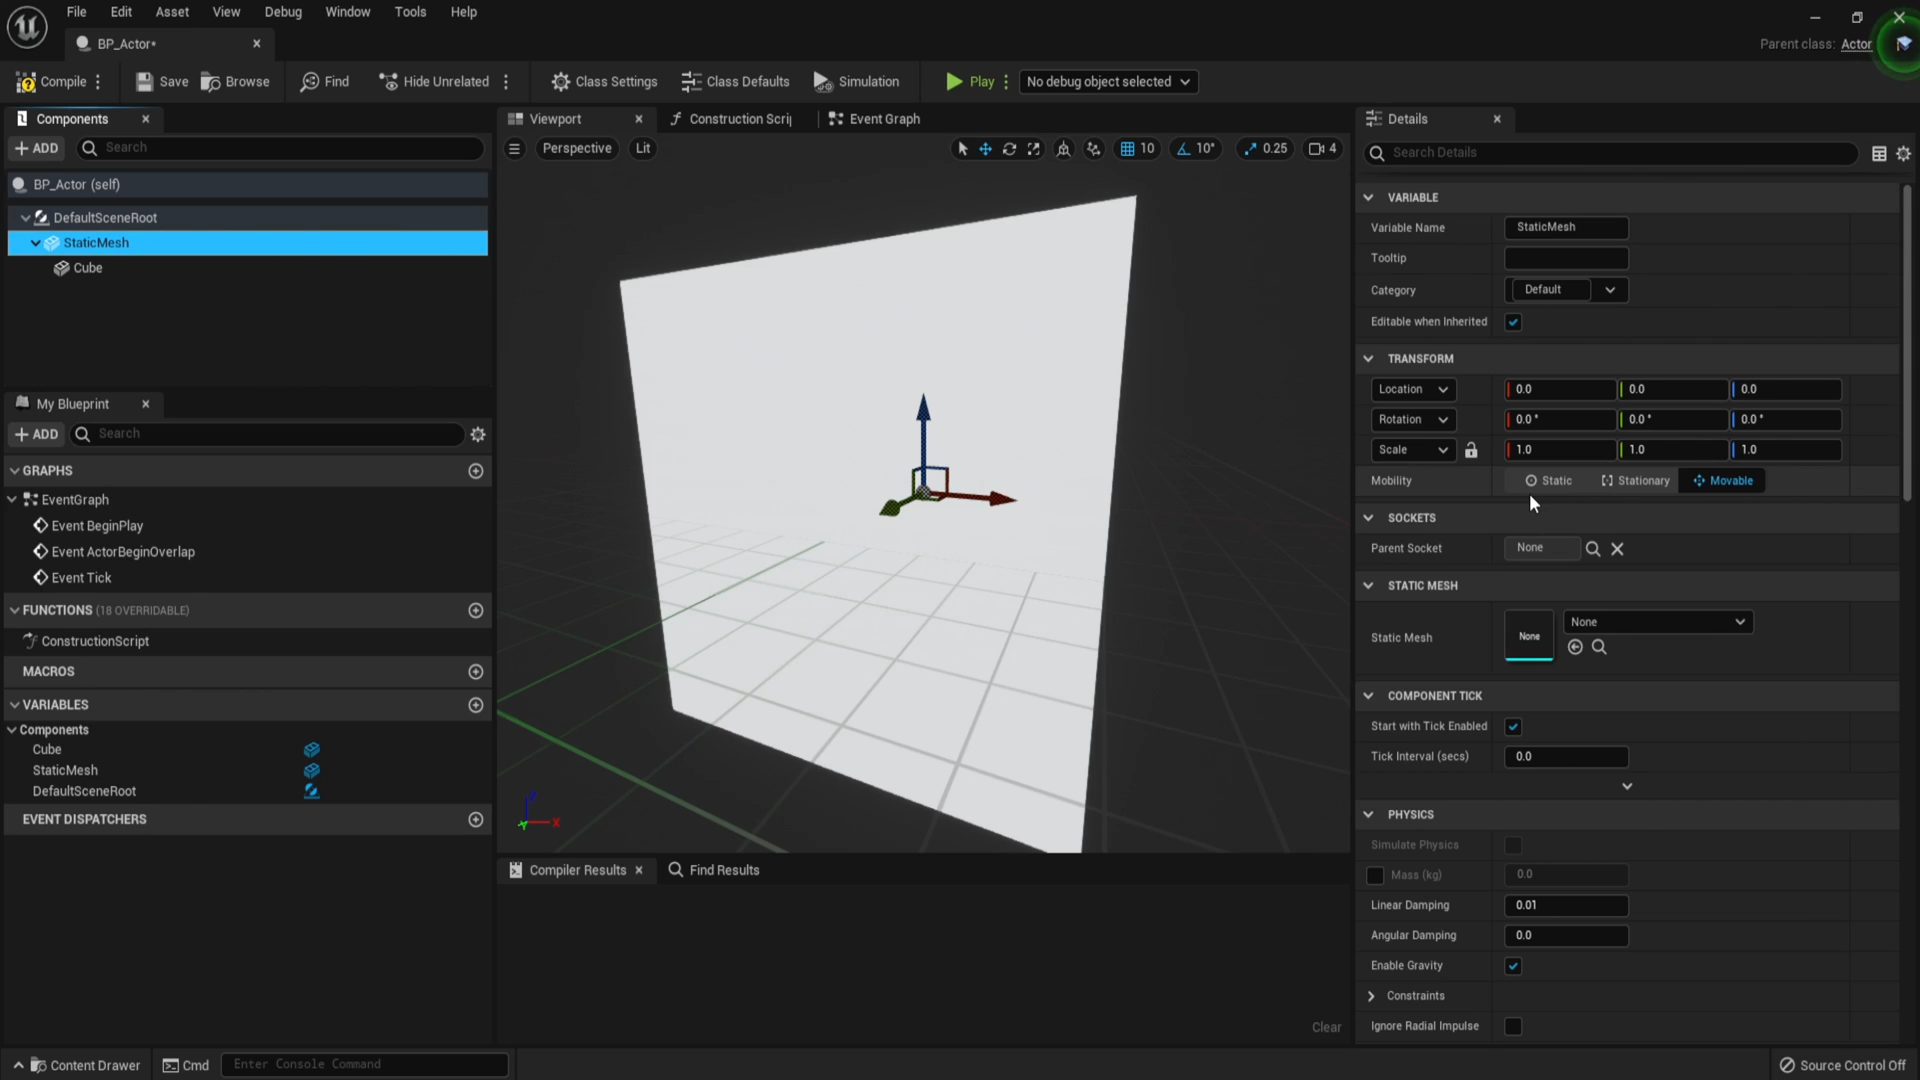 File Edit View Asset View Debug Window Tools Help
BP_Actor*
Parent class: Actor
Compile Save Browse Find Hide Unrelated Class Settings Class Defaults Simulation Play No debug object selected
Components
ADD Search
BP_Actor (self)
DefaultSceneRoot
StaticMesh
Cube
My Blueprint
ADD Search
GRAPHS
EventGraph
Event BeginPlay
Event ActorBeginOverlap
Event Tick
FUNCTIONS (18 OVERRIDABLE)
ConstructionScript
MACROS
VARIABLES
Components
Cube
StaticMesh
DefaultSceneRoot
EVENT DISPATCHERS
Viewport Construction Scrip Event Graph
Perspective Lit 10 10° 0.25 4
Z
X
Y
Compiler Results Find Results
Clear
Details
Search Details
VARIABLE
Variable Name StaticMesh
Tooltip
Category Default
Editable when Inherited
TRANSFORM
Location 0.0 0.0 0.0
Rotation 0.0° 0.0° 0.0°
Scale 1.0 1.0 1.0
Mobility Static Stationary Movable
SOCKETS
Parent Socket None
STATIC MESH
Static Mesh None None
COMPONENT TICK
Start with Tick Enabled
Tick Interval (secs) 0.0
PHYSICS
Simulate Physics
Mass (kg) 0.0
Linear Damping 0.01
Angular Damping 0.0
Enable Gravity
Constraints
Ignore Radial Impulse
Content Drawer Cmd Enter Console Command Source Control Off